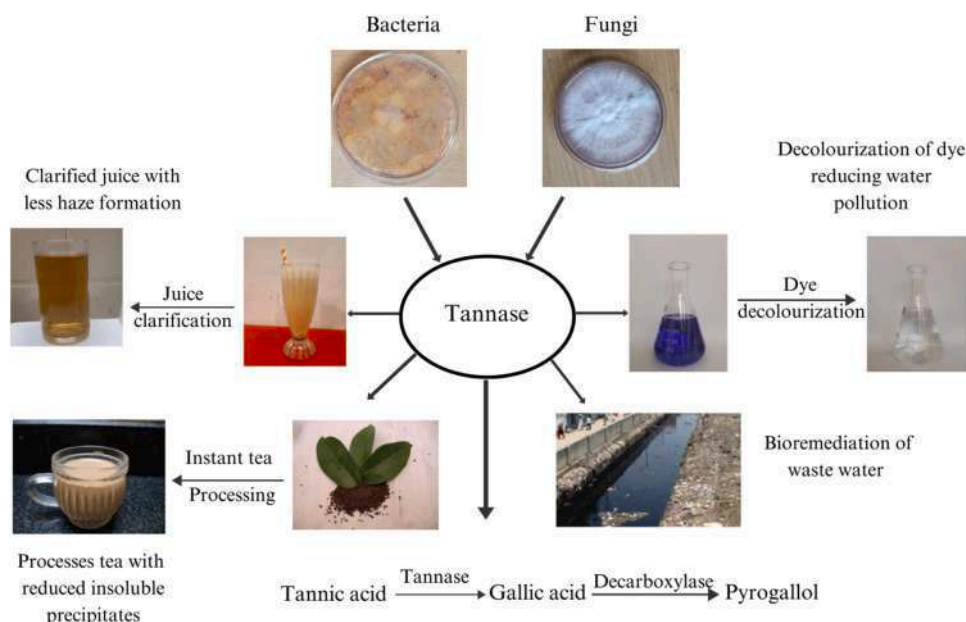 Bacteria
Fungi
Clarified juice with
less haze formation
Decolourization of dye
reducing water
pollution
Juice
clarification
Tannase
Dye
decolourization
Instant tea
Processing
Bioremediation of
waste water
Processes tea with
reduced insoluble
precipitates
Tannic acid
Tannase
Gallic acid
Decarboxylase
Pyrogallol